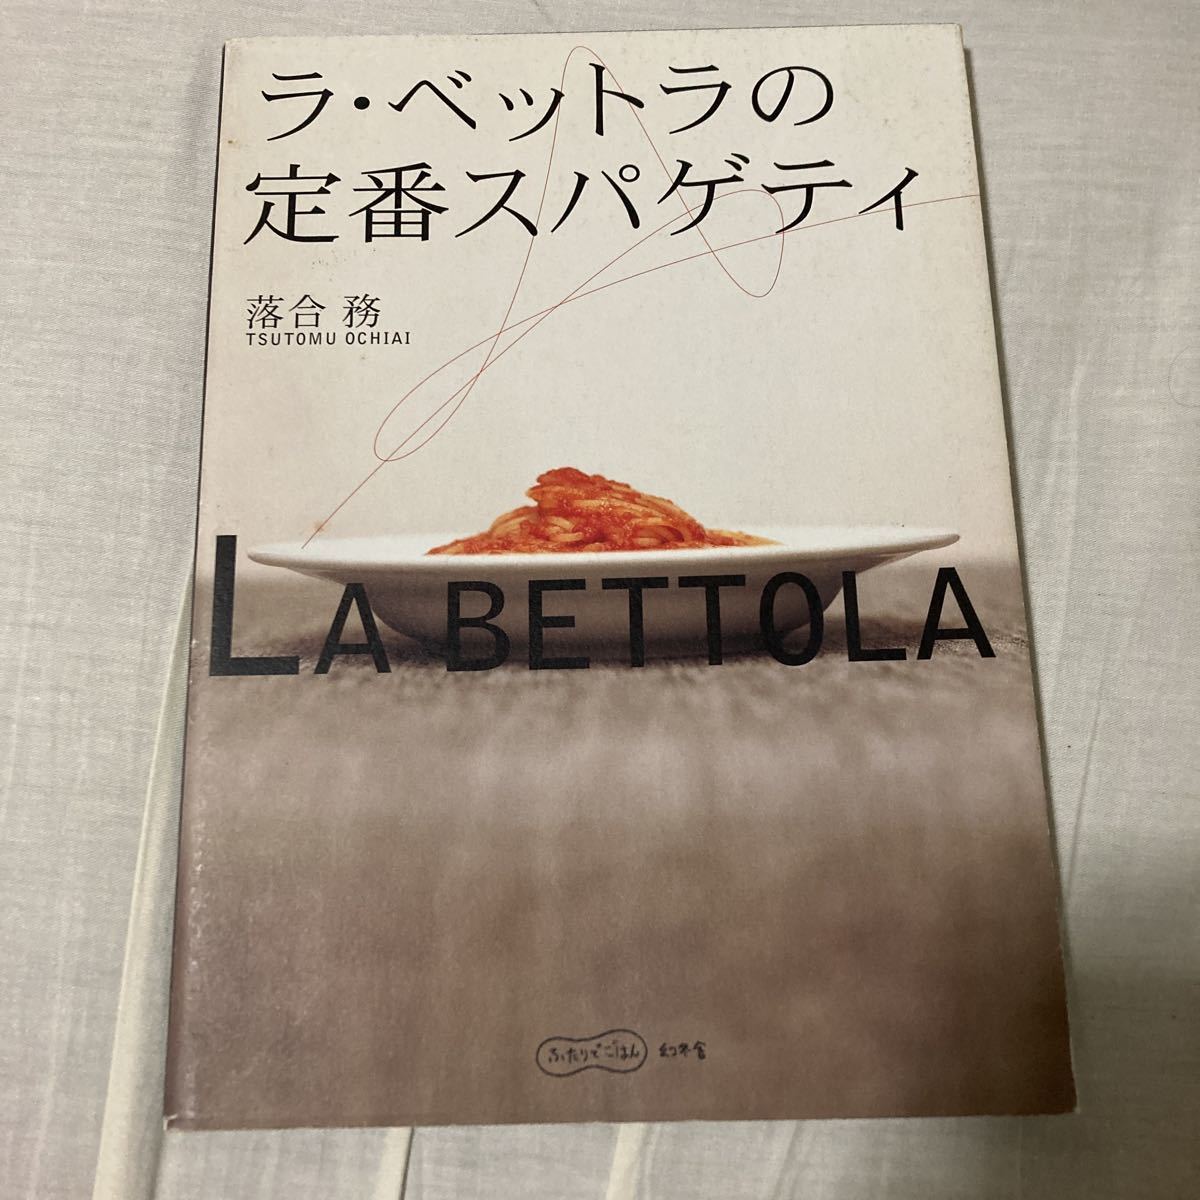 ラ・ベットラの
定番スパゲティ
落合 務
TSUTOMU OCHIAI
LA BETTOLA
ふたりでごはん 幻冬舎